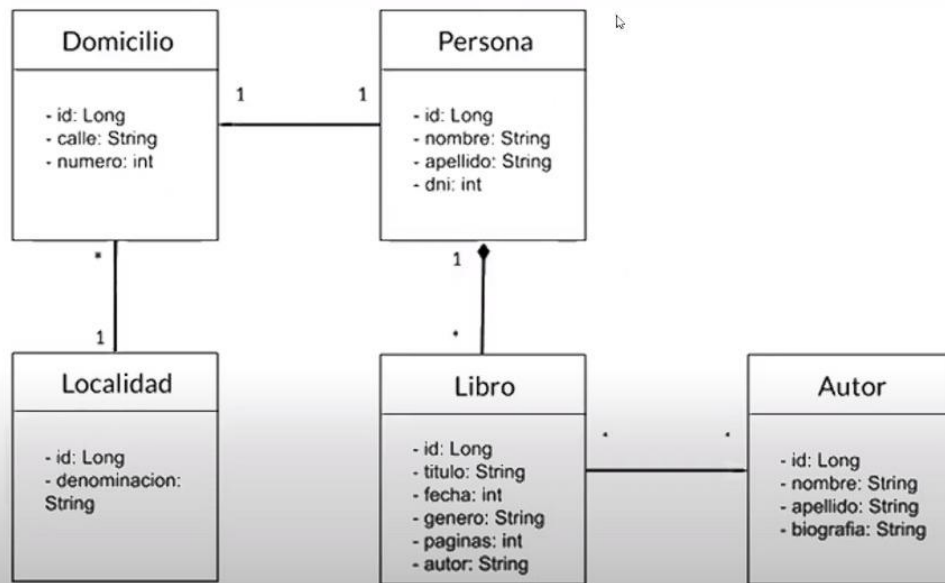 Domicilio
- id: Long
- calle: String
- numero: int
1
1
Persona
- id: Long
- nombre: String
- apellido: String
- dni: int
*
1
1
*
Localidad
- id: Long
- denominacion:
String
Libro
- id: Long
- titulo: String
- fecha: int
- genero: String
- paginas: int
- autor: String
*
*
Autor
- id: Long
- nombre: String
- apellido: String
- biografia: String